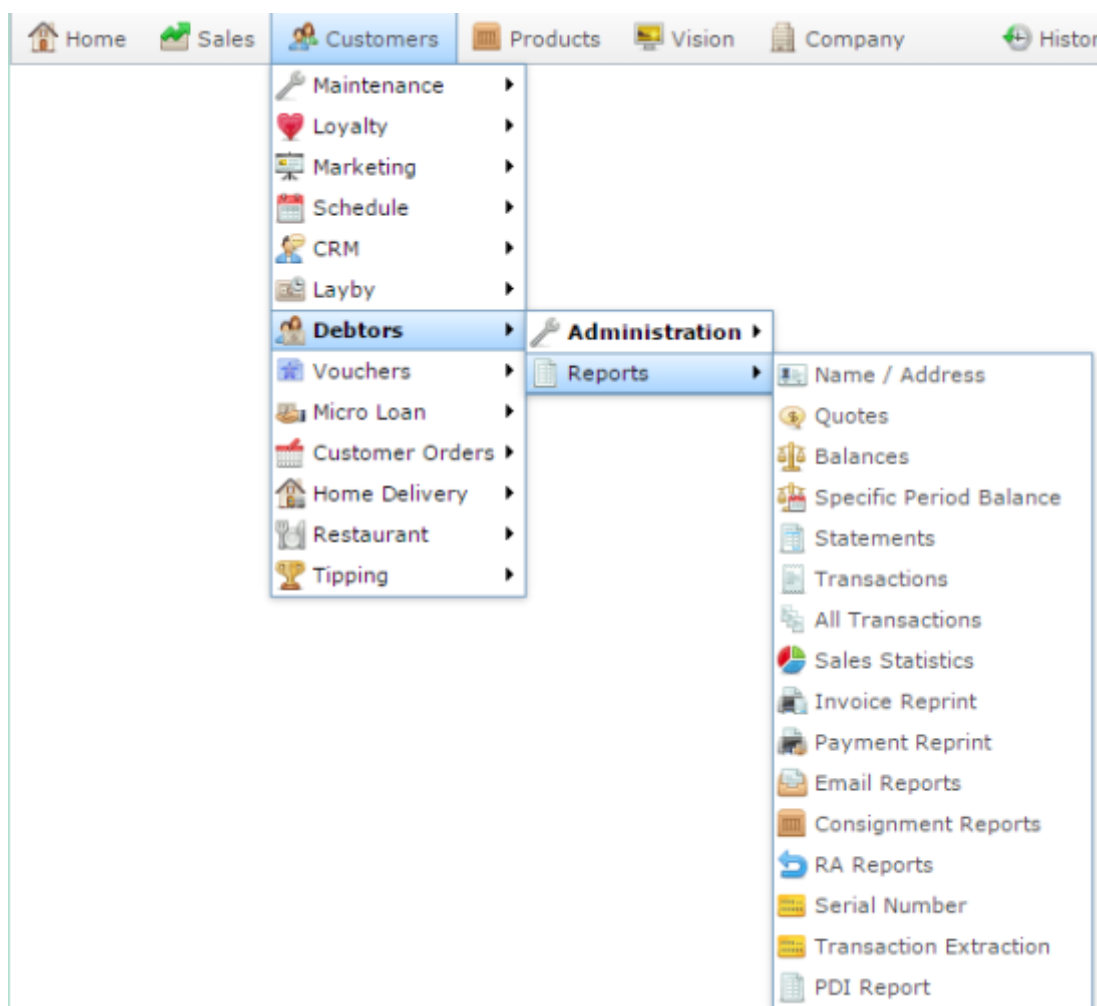 Home Sales Customers Products Vision Company Histor
Maintenance
Loyalty
Marketing
Schedule
CRM
Layby
Debtors
Administration
Vouchers
Reports
Name / Address
Micro Loan
Quotes
Customer Orders
Balances
Home Delivery
Specific Period Balance
Restaurant
Statements
Tipping
Transactions
All Transactions
Sales Statistics
Invoice Reprint
Payment Reprint
Email Reports
Consignment Reports
RA Reports
Serial Number
Transaction Extraction
PDI Report